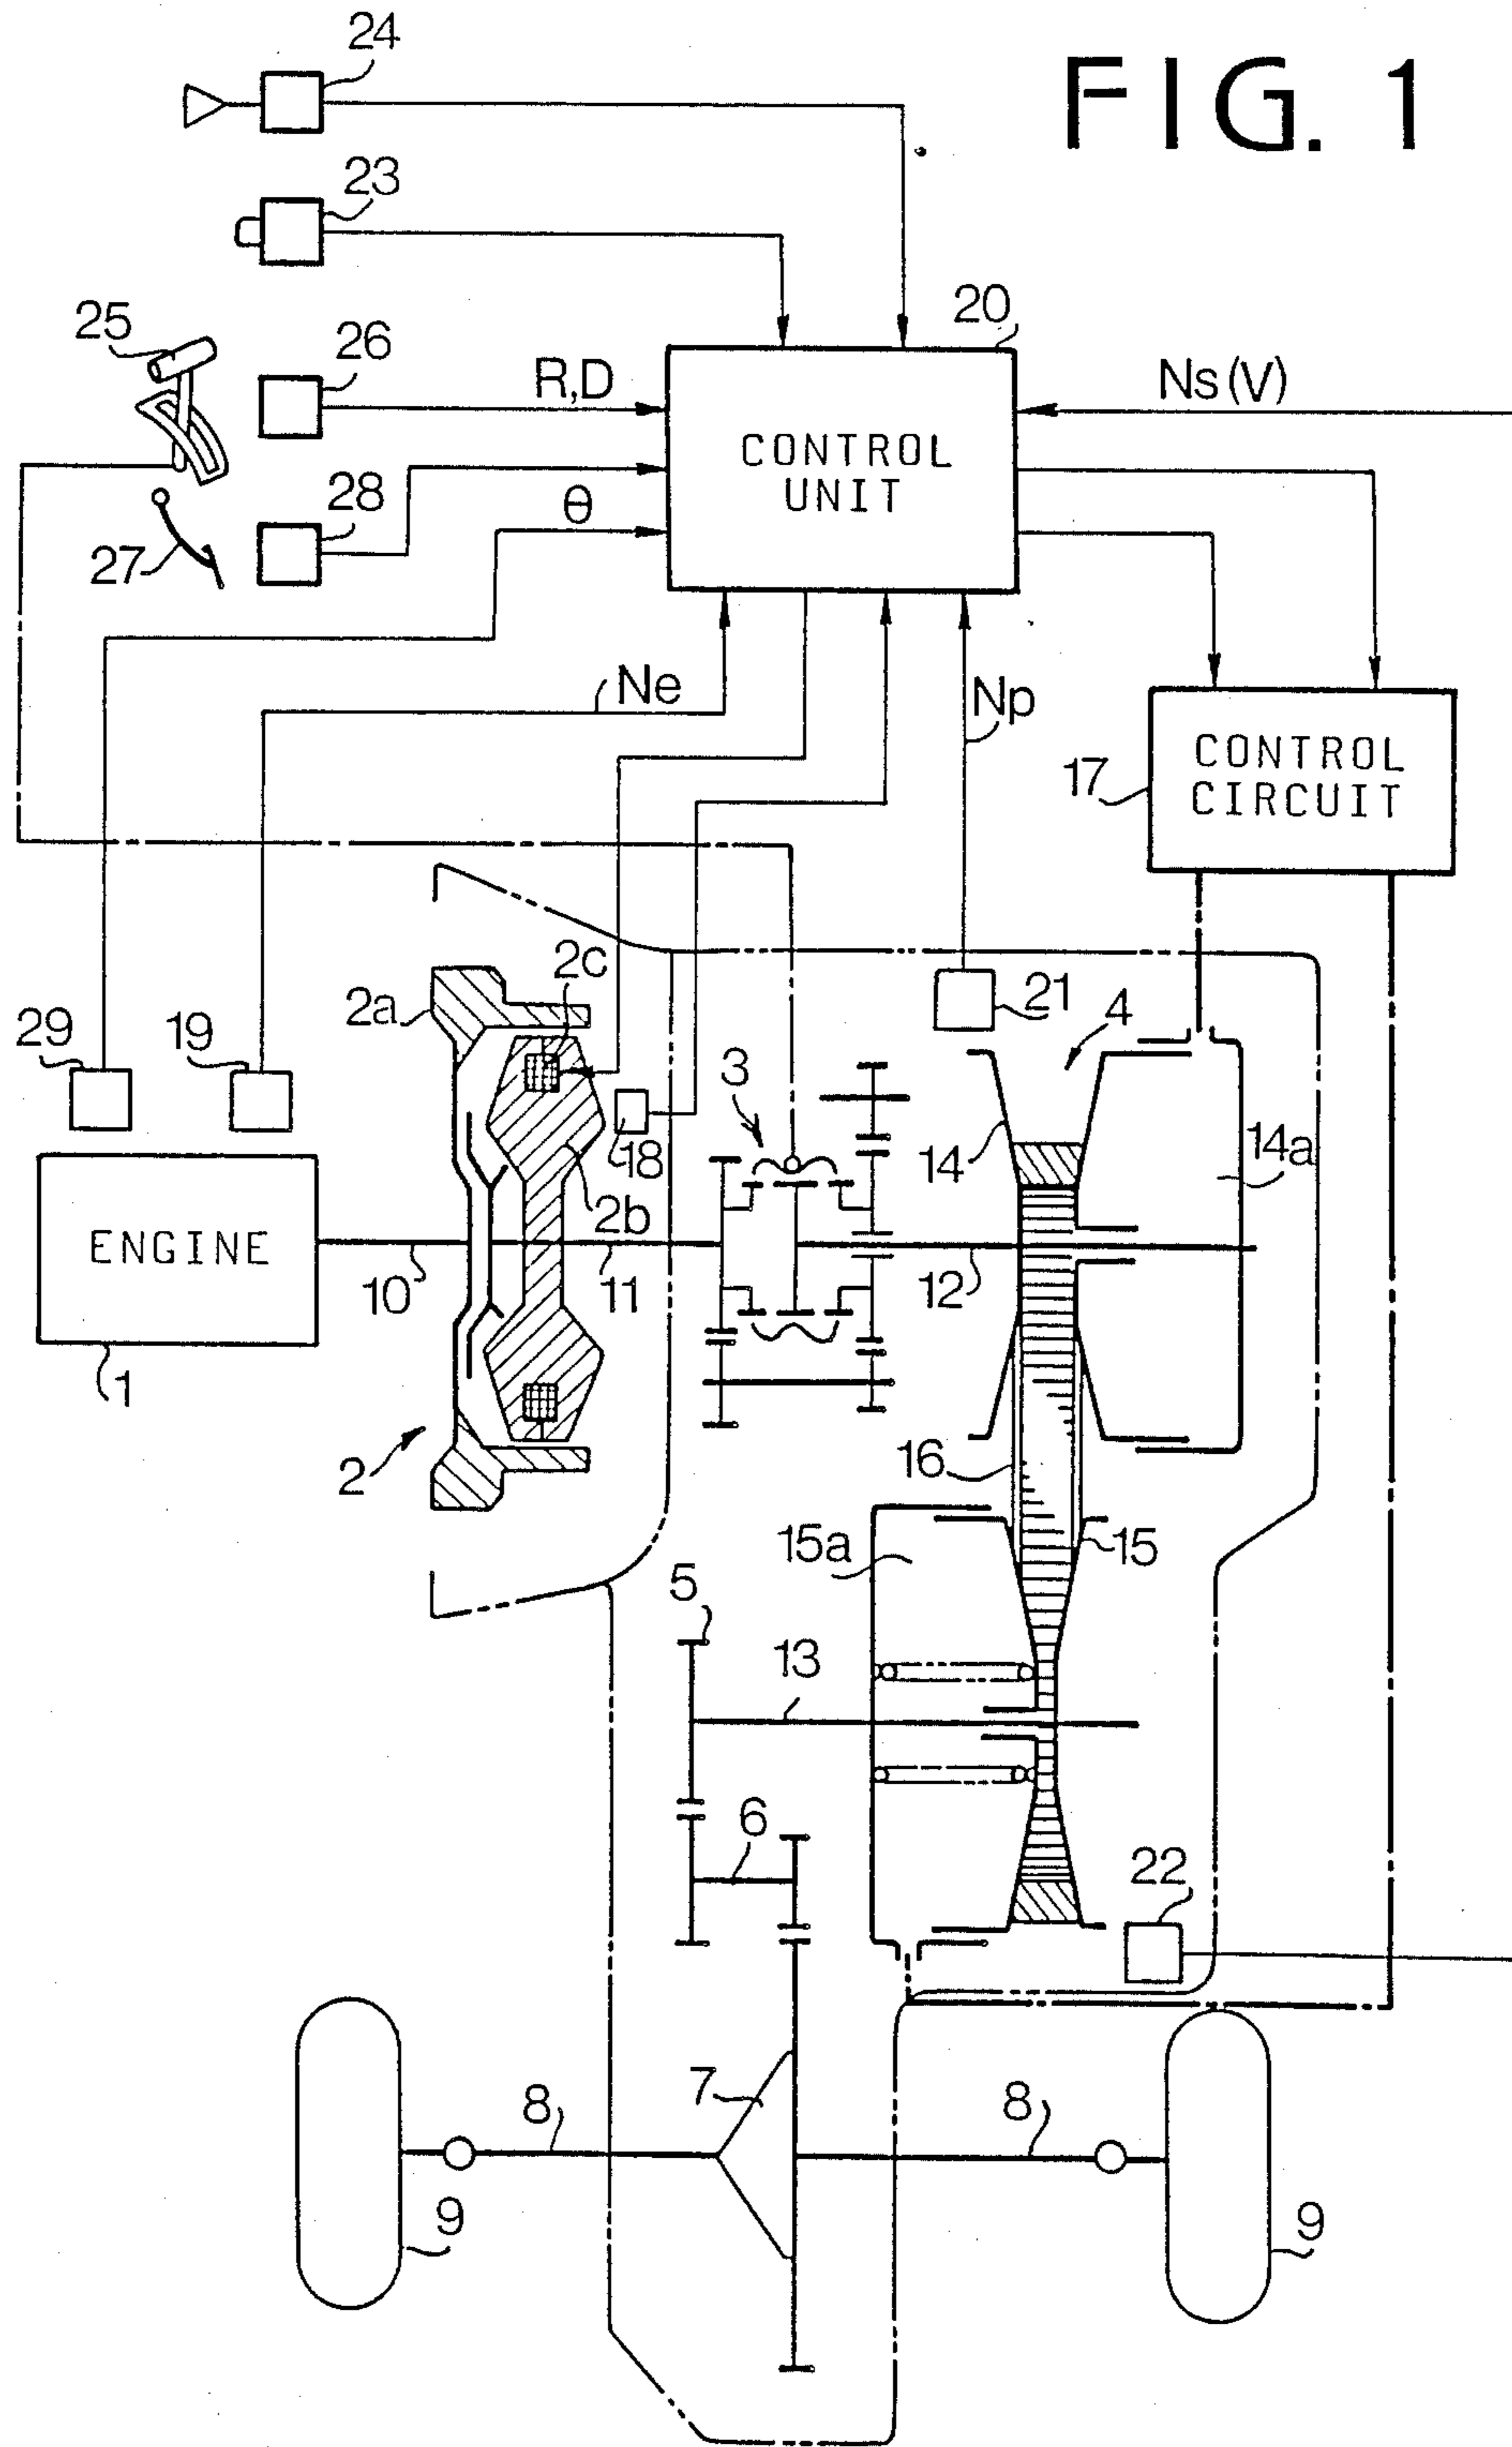 FIG. 1
24
23
20
25
26
R,D
Ns(V)
CONTROL
UNIT
28
θ
27
Ne
Np
CONTROL
CIRCUIT
17
2c
2a
21
4
29
19
3
18
14
14a
2b
ENGINE
10
11
12
1
16
2
15a
15
5
13
6
22
7
8
8
9
9